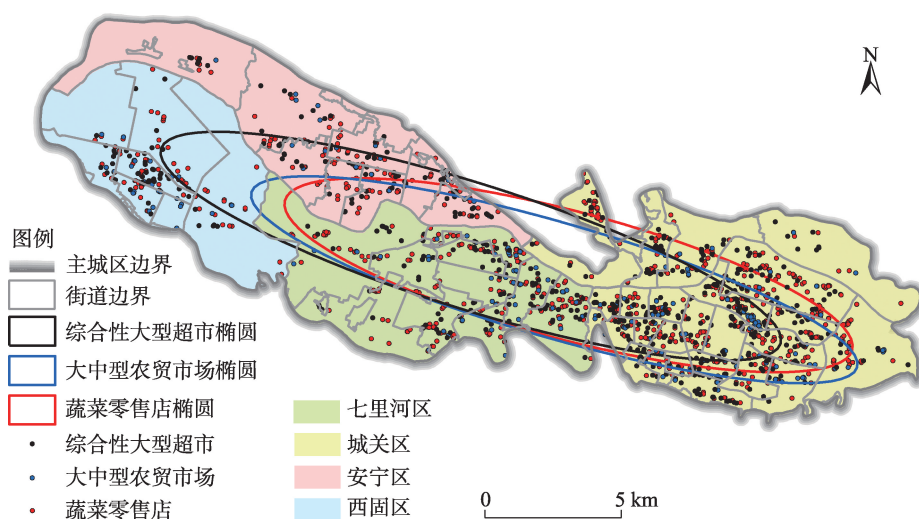 N
图例
主城区边界
街道边界
综合性大型超市椭圆
大中型农贸市场椭圆
蔬菜零售店椭圆
综合性大型超市
大中型农贸市场
蔬菜零售店
七里河区
城关区
安宁区
西固区
0 5 km